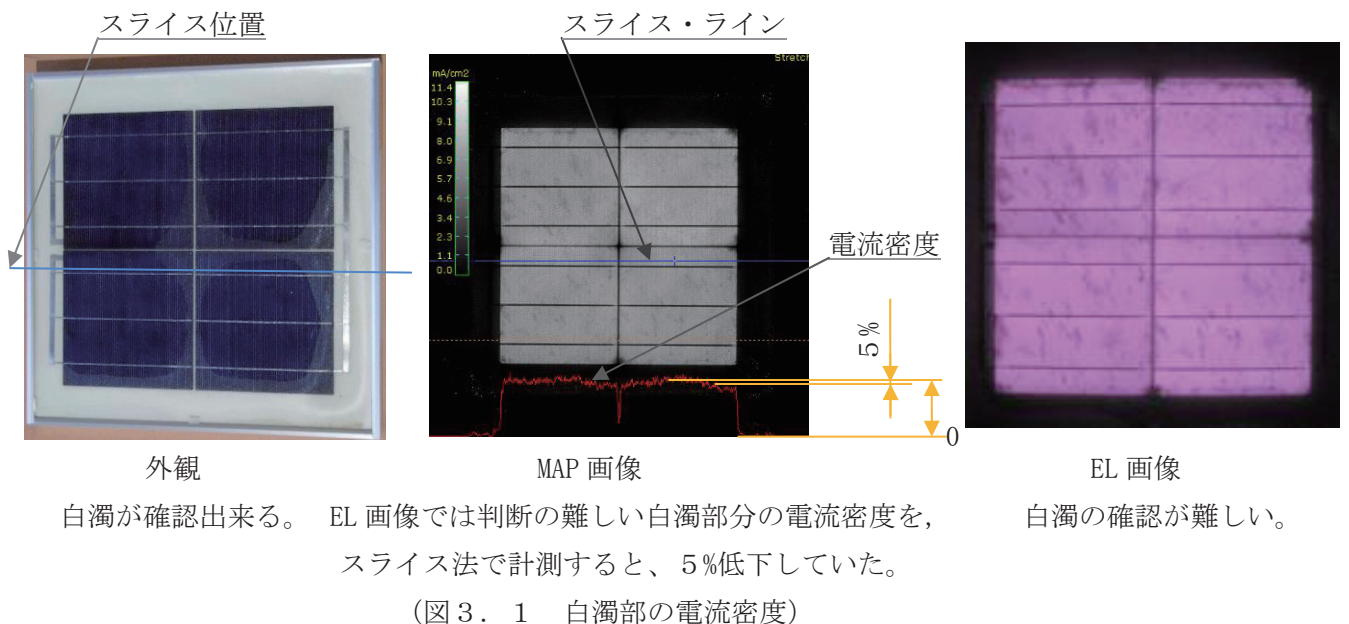 スライス位置
スライス・ライン
Stretch
mA/cm2
11.4
10.3
9.1
8.0
6.9
5.7
4.6
3.4
2.3
1.1
0.0
電流密度
5%
0
外観
MAP 画像
EL 画像
白濁が確認出来る。
EL 画像では判断の難しい白濁部分の電流密度を,
白濁の確認が難しい。
スライス法で計測すると、5%低下していた。
(図3.1 白濁部の電流密度)